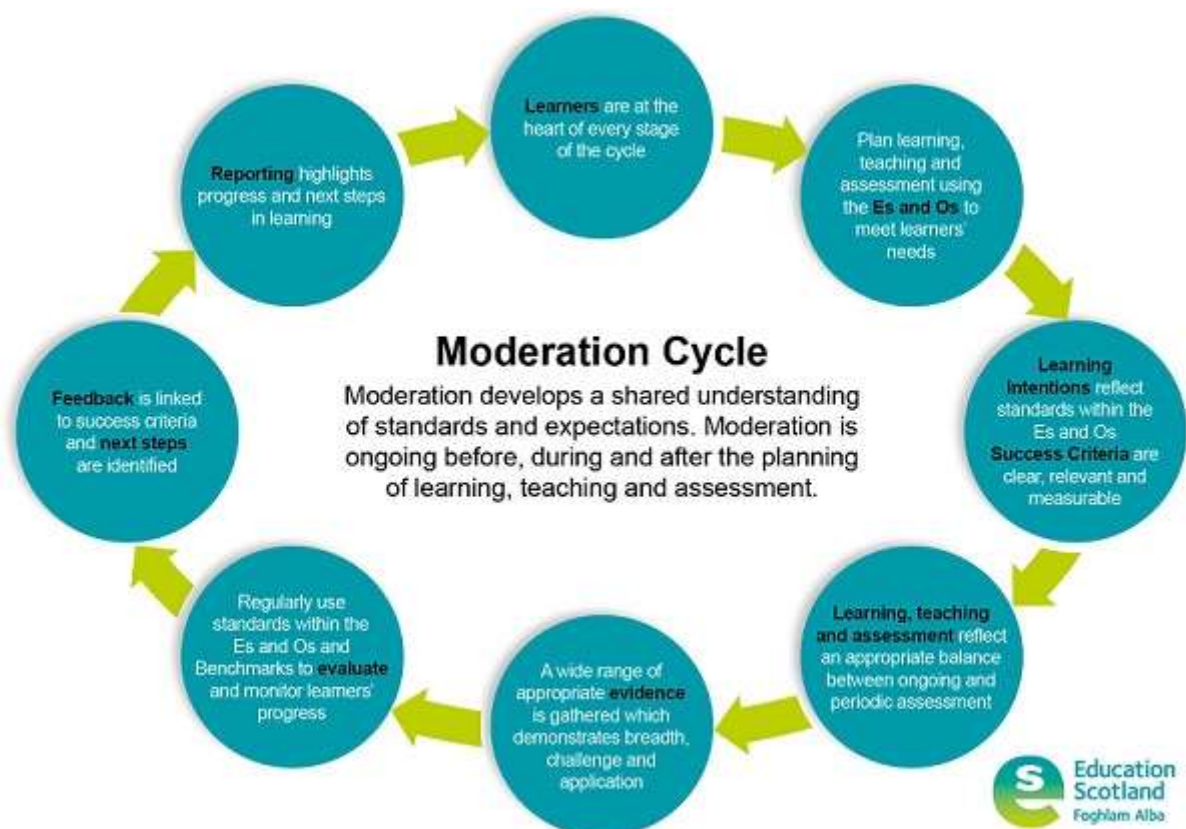 Learners are at the
heart of every stage
of the cycle
Plan learning,
teaching and
assessment using
the Es and Os to
meet learners'
needs
Learning
Intentions reflect
standards within the
Es and Os
Success Criteria are
clear, relevant and
measurable
Learning, teaching
and assessment reflect
an appropriate balance
between ongoing and
periodic assessment
A wide range of
appropriate evidence
is gathered which
demonstrates breadth,
challenge and
application
Regularly use
standards within the
Es and Os and
Benchmarks to evaluate
and monitor learners'
progress
Feedback is linked
to success criteria
and next steps
are identified
Reporting highlights
progress and next steps
in learning
Moderation Cycle
Moderation develops a shared understanding
of standards and expectations. Moderation is
ongoing before, during and after the planning
of learning, teaching and assessment.
Education
Scotland
Foghlam Alba